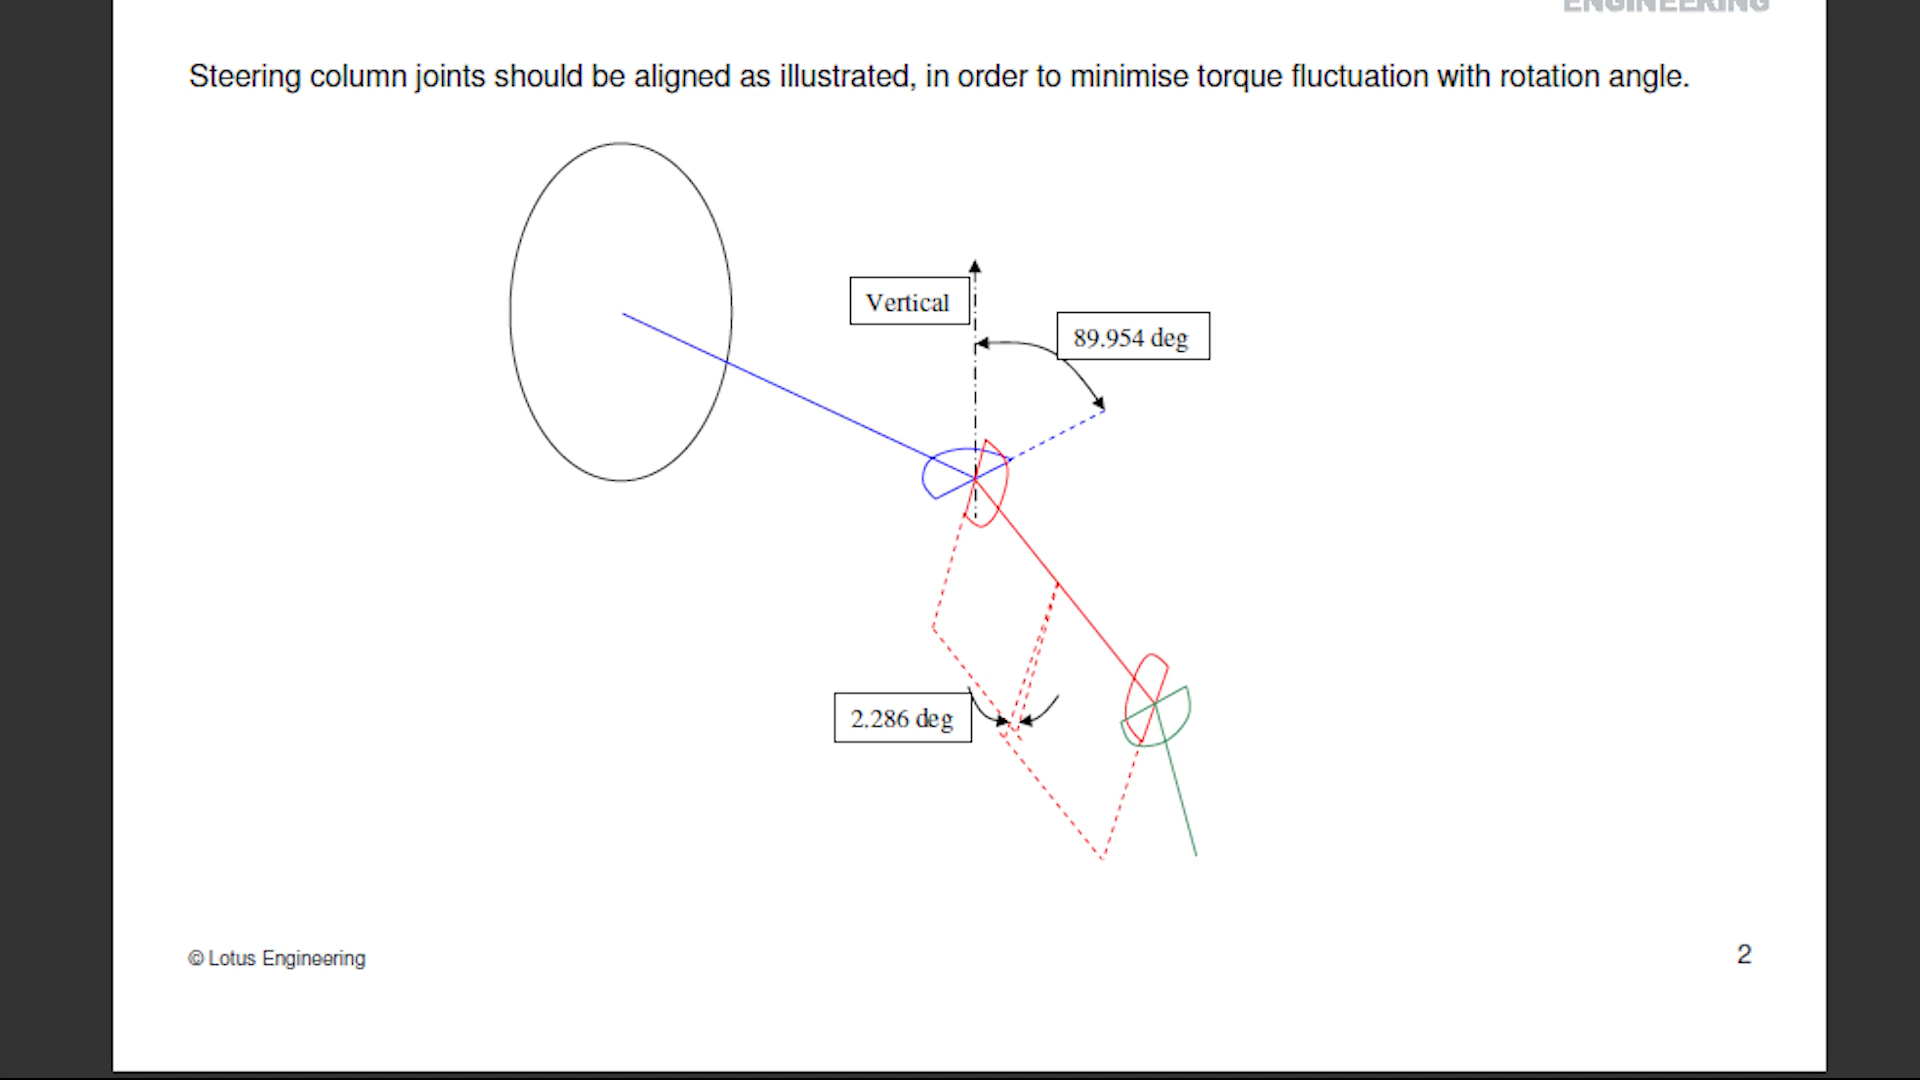 ENGINEERING
Steering column joints should be aligned as illustrated, in order to minimise torque fluctuation with rotation angle.
Vertical
89.954 deg
2.286 deg
© Lotus Engineering
2